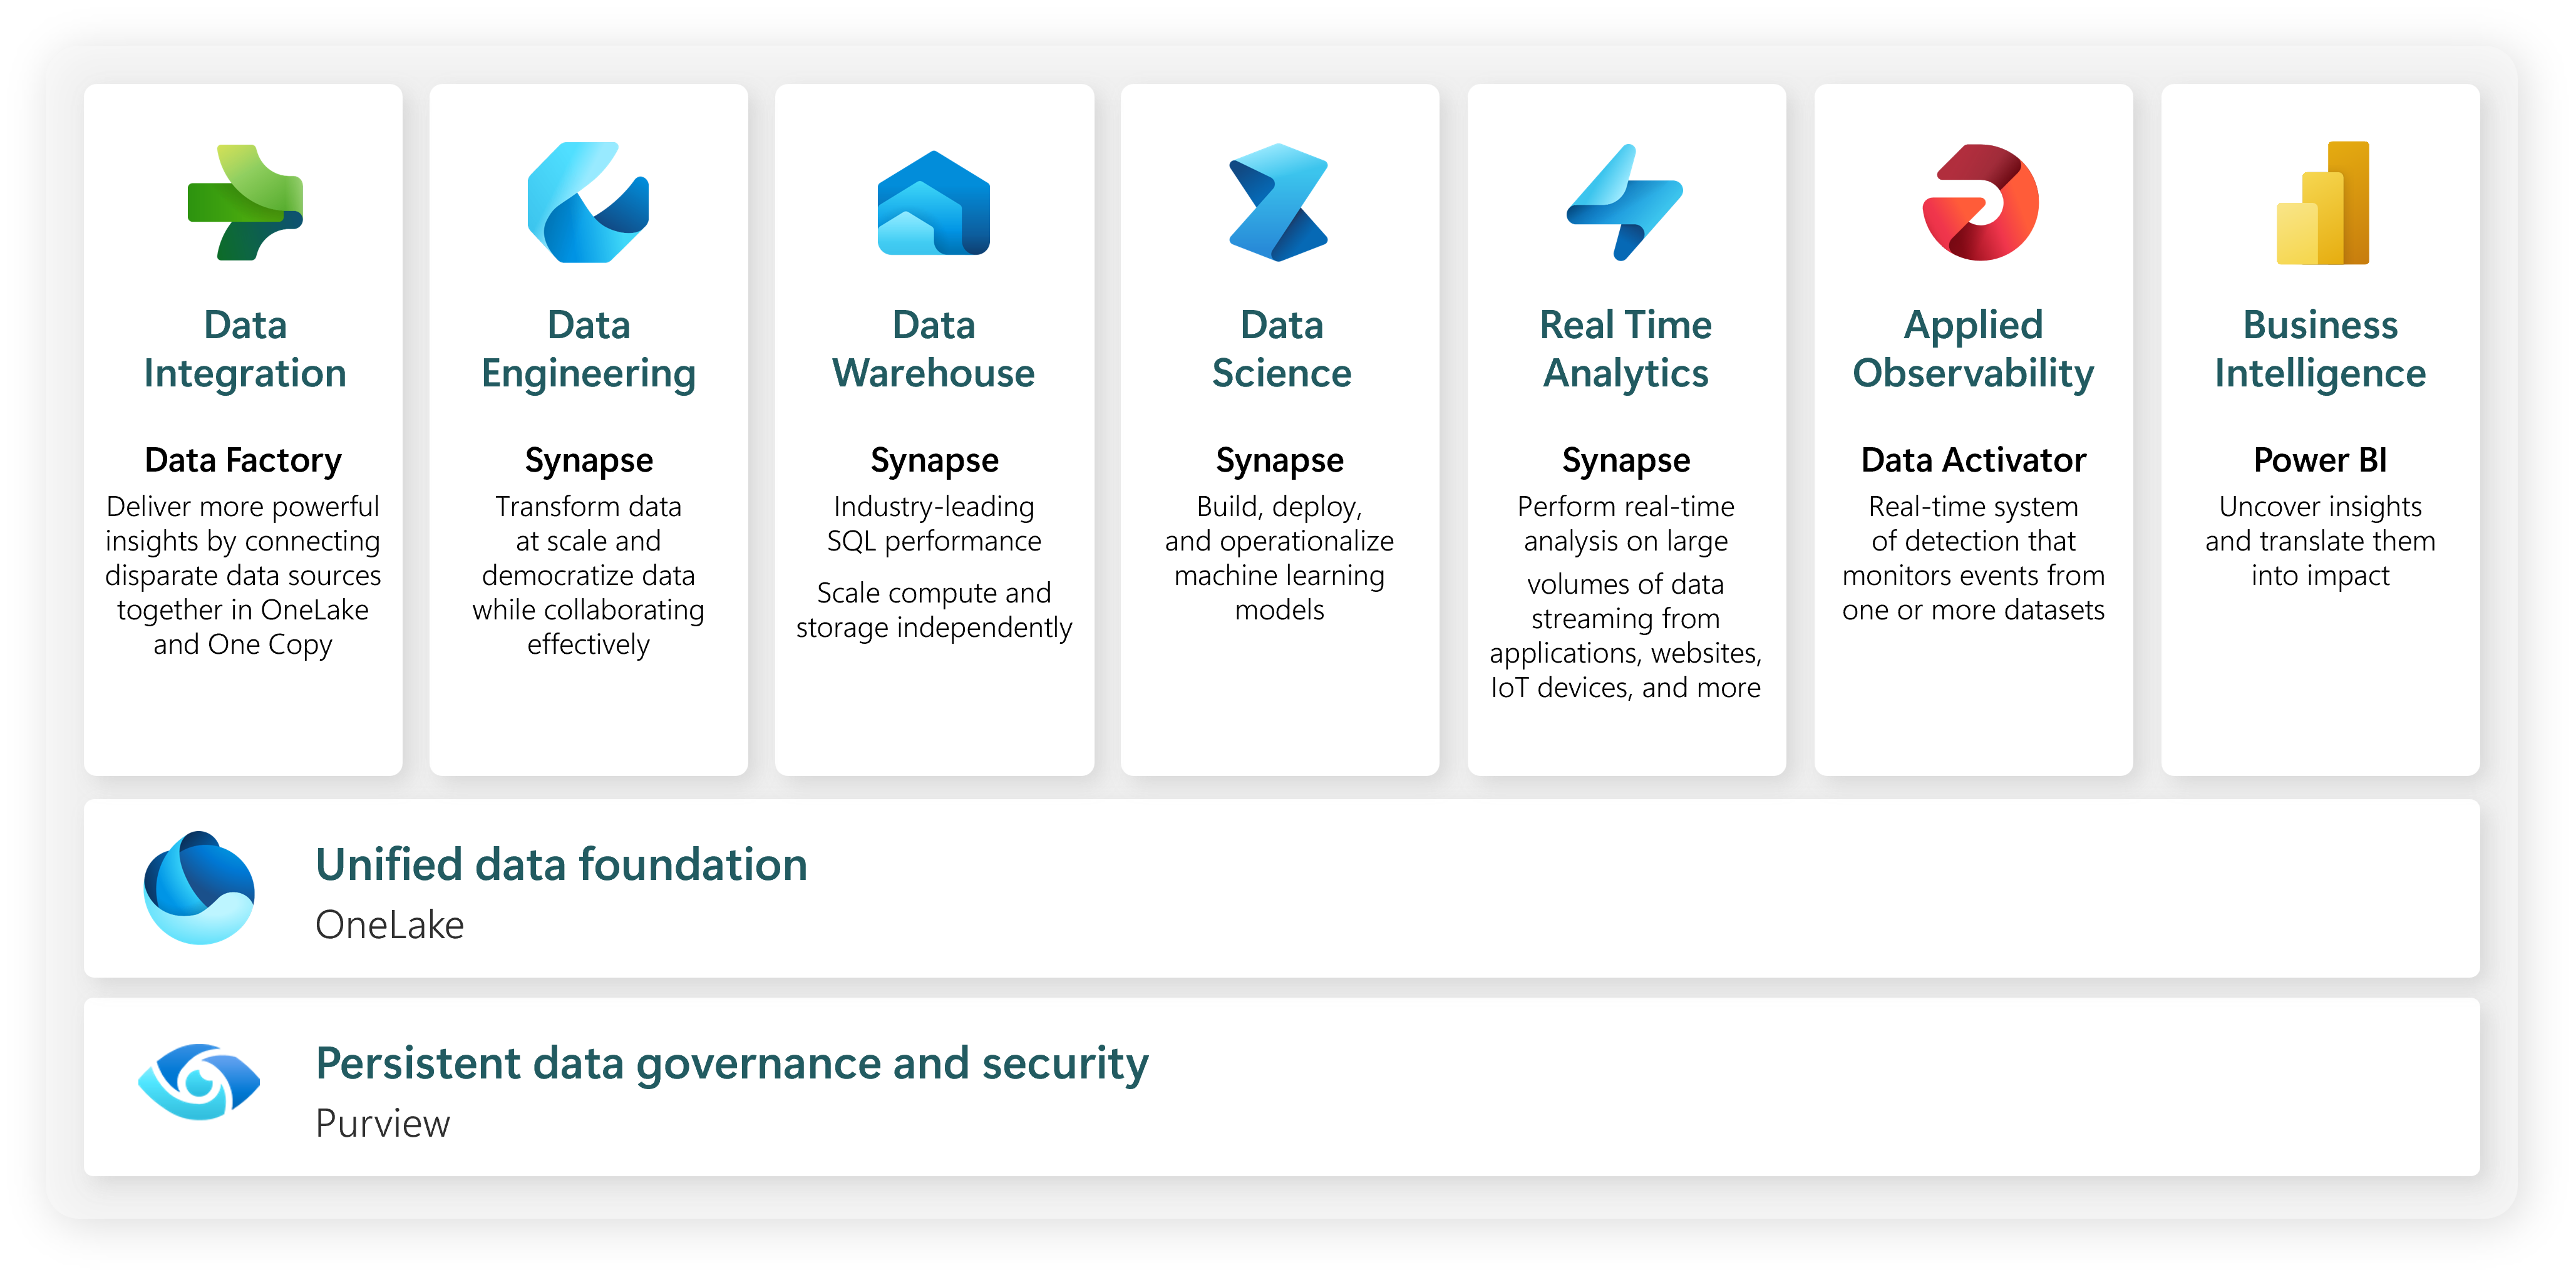 Data
Integration
Data Factory
Deliver more powerful
insights by connecting
disparate data sources
together in OneLake
and One Copy
Data
Engineering
Synapse
Transform data
at scale and
democratize data
while collaborating
effectively
Data
Warehouse
Synapse
Industry-leading
SQL performance
Scale compute and
storage independently
Data
Science
Synapse
Build, deploy,
and operationalize
machine learning
models
Real Time
Analytics
Synapse
Perform real-time
analysis on large
volumes of data
streaming from
applications, websites,
IoT devices, and more
Applied
Observability
Data Activator
Real-time system
of detection that
monitors events from
one or more datasets
Business
Intelligence
Power BI
Uncover insights
and translate them
into impact
Unified data foundation
OneLake
Persistent data governance and security
Purview